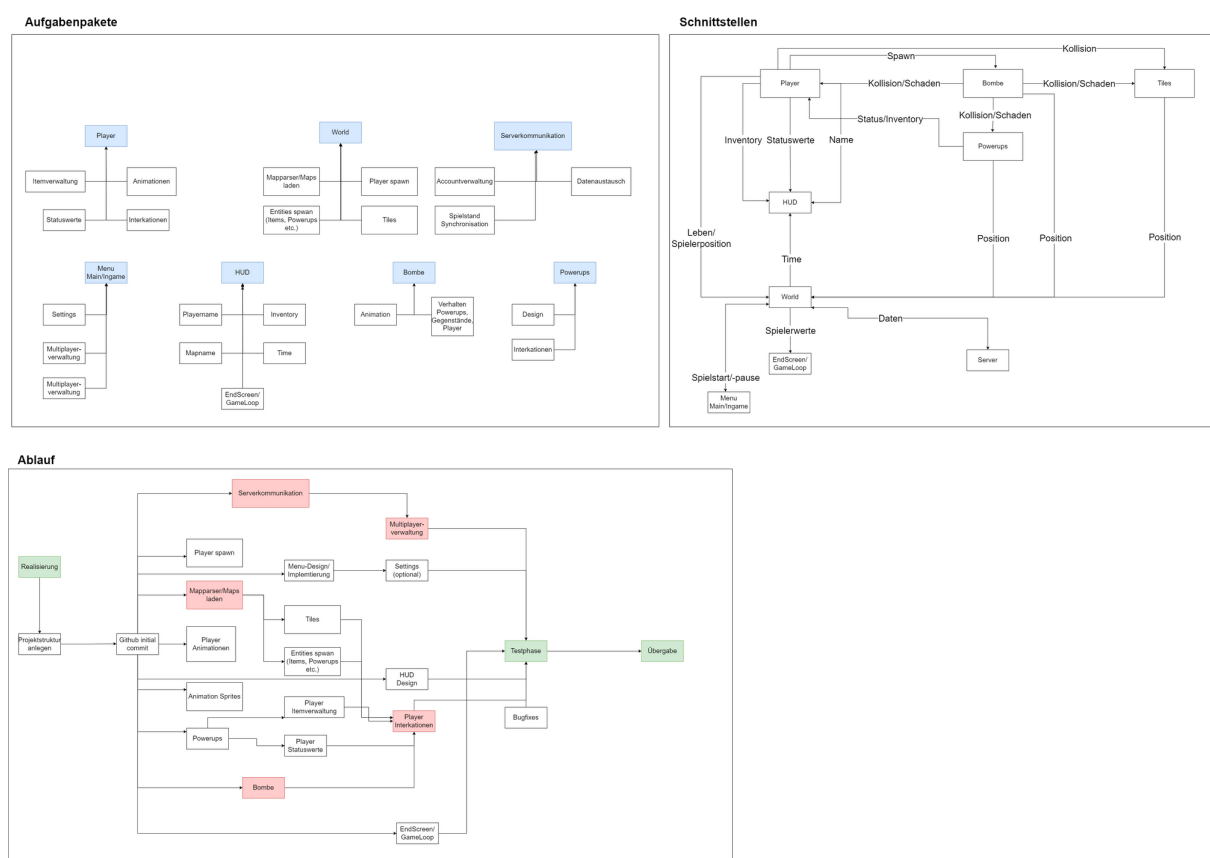 Aufgabenpakete
Player
Itemverwaltung
Animationen
Statuswerte
Interkationen
World
Mapparser/Maps
laden
Player spawn
Entities spwan
(Items, Powerups
etc.)
Tiles
Serverkommunikation
Accountverwaltung
Datenaustausch
Spielstand
Synchronisation
Menu
Main/Ingame
Settings
Multiplayer-
verwaltung
Multiplayer-
verwaltung
HUD
Playername
Inventory
Mapname
Time
EndScreen/
GameLoop
Bombe
Animation
Verhalten
Powerups,
Gegenstände,
Player
Powerups
Design
Interkationen
Schnittstellen
Kollision
Spawn
Player
Kollision/Schaden
Bombe
Kollision/Schaden
Tiles
Kollision/Schaden
Status/Inventory
Inventory
Statuswerte
Name
Powerups
HUD
Leben/
Spielerposition
Position
Position
Position
Time
World
Daten
Spielerwerte
EndScreen/
GameLoop
Server
Spielstart/-pause
Menu
Main/Ingame
Ablauf
Serverkommunikation
Multiplayer-
verwaltung
Realisierung
Player spawn
Menu-Design/
Implemtierung
Settings
(optional)
Mapparser/Maps
laden
Tiles
Projektstruktur
anlegen
Github initial
commit
Player
Animationen
Entities spwan
(Items, Powerups
etc.)
Testphase
Übergabe
HUD
Design
Animation Sprites
Player
Itemverwaltung
Player
Interkationen
Bugfixes
Powerups
Player
Statuswerte
Bombe
EndScreen/
GameLoop